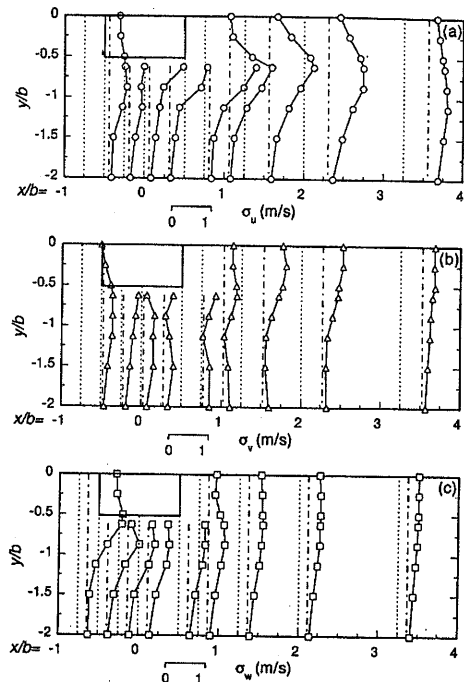 (a)
0
-0.5
-1
-1.5
-2
y/b
x/b= -1 0 1 2 3 4
0 1 σu (m/s)
(b)
0
-0.5
-1
-1.5
-2
y/b
x/b= -1 0 1 2 3 4
0 1 σv (m/s)
(c)
0
-0.5
-1
-1.5
-2
y/b
x/b= -1 0 1 2 3 4
0 1 σw (m/s)